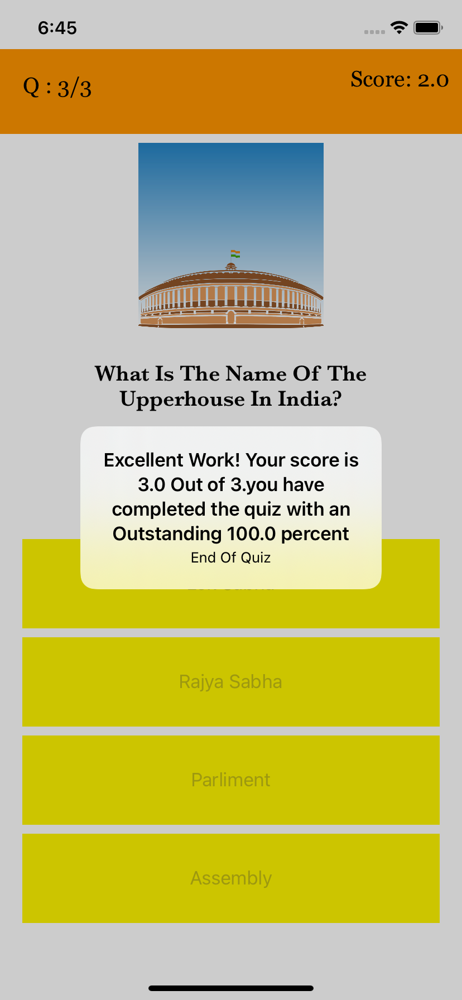 6:45
Q : 3/3
Score: 2.0
What Is The Name Of The
Upperhouse In India?
Excellent Work! Your score is
3.0 Out of 3.you have
completed the quiz with an
Outstanding 100.0 percent
End Of Quiz
Rajya Sabha
Parliment
Assembly